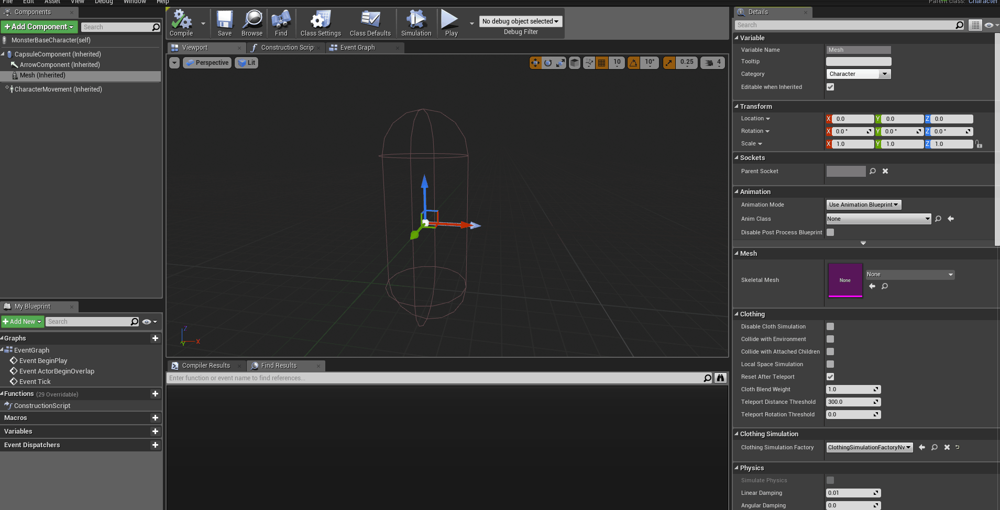 File Edit Asset View Debug Window Help
Parent class: Character
Components
+Add Component
Search
MonsterBaseCharacter(self)
CapsuleComponent (Inherited)
ArrowComponent (Inherited)
Mesh (Inherited)
CharacterMovement (Inherited)
My Blueprint
+Add New
Search
Graphs
EventGraph
Event BeginPlay
Event ActorBeginOverlap
Event Tick
Functions (29 Overridable)
ConstructionScript
Macros
Variables
Event Dispatchers
Compile Save Browse Find Class Settings Class Defaults Simulation Play
No debug object selected
Debug Filter
Viewport Construction Scrip Event Graph
Perspective Lit
10 10° 0.25 4
Z
X
Y
Compiler Results Find Results
Enter function or event name to find references...
Details
Search
Variable
Variable Name Mesh
Tooltip
Category Character
Editable when Inherited
Transform
Location X 0.0 Y 0.0 Z 0.0
Rotation X 0.0 ° Y 0.0 ° Z 0.0 °
Scale X 1.0 Y 1.0 Z 1.0
Sockets
Parent Socket
Animation
Animation Mode Use Animation Blueprint
Anim Class None
Disable Post Process Blueprint
Mesh
Skeletal Mesh None None
Clothing
Disable Cloth Simulation
Collide with Environment
Collide with Attached Children
Local Space Simulation
Reset After Teleport
Cloth Blend Weight 1.0
Teleport Distance Threshold 300.0
Teleport Rotation Threshold 0.0
Clothing Simulation
Clothing Simulation Factory ClothingSimulationFactoryNv
Physics
Simulate Physics
Linear Damping 0.01
Angular Damping 0.0